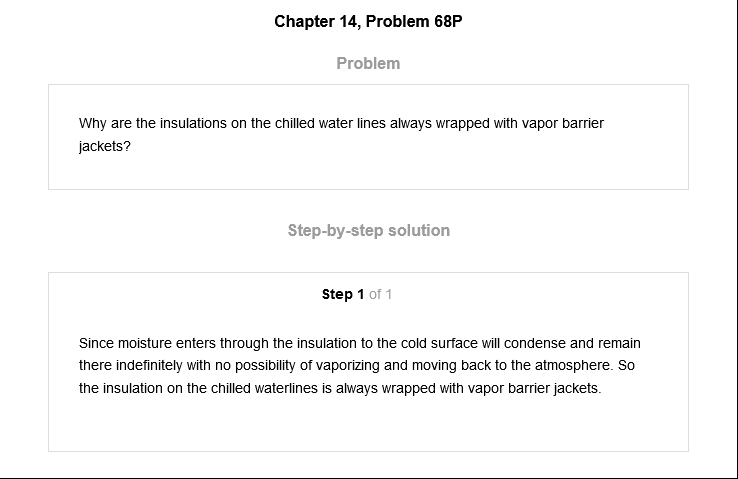 Chapter 14, Problem 68P
Problem
Why are the insulations on the chilled water lines always wrapped with vapor barrier
jackets?
Step-by-step solution
Step 1 of 1
Since moisture enters through the insulation to the cold surface will condense and remain
there indefinitely with no possibility of vaporizing and moving back to the atmosphere. So
the insulation on the chilled waterlines is always wrapped with vapor barrier jackets.